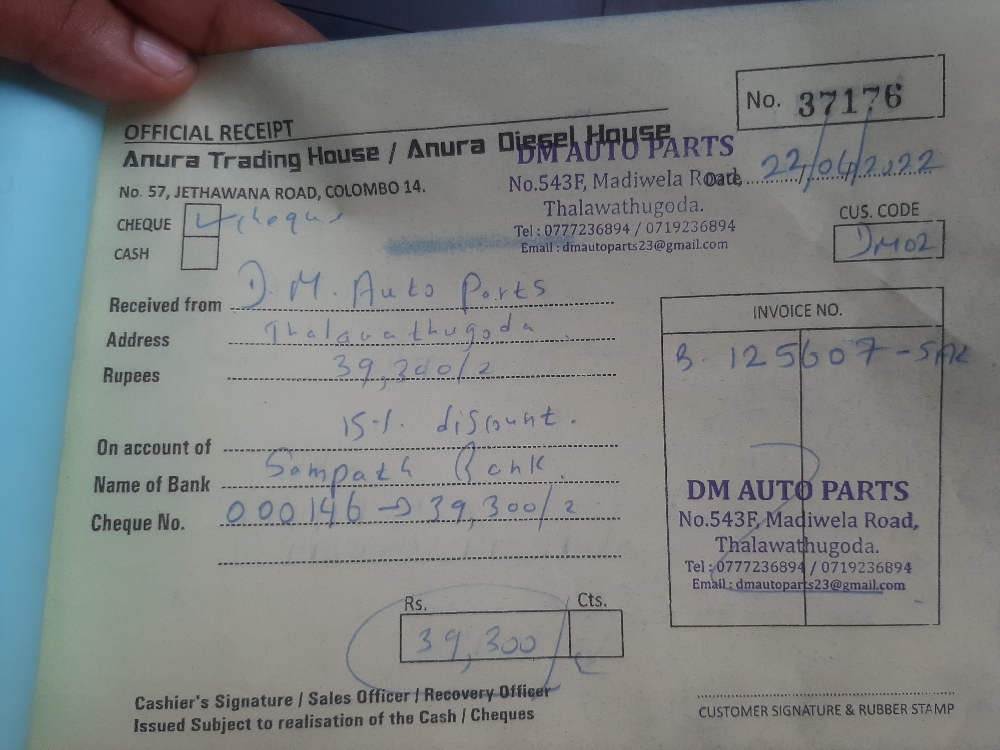 No. 37176
OFFICIAL RECEIPT
Anura Trading House / Anura Diesel House
DM AUTO PARTS
No. 57, JETHAWANA ROAD, COLOMBO 14.
No.543F, Madiwela Road,
Date 22/04/2022
Thalawathugoda.
Tel : 0777236894 / 0719236894
Email : dmautoparts23@gmail.com
CHEQUE cheque
CASH
CUS. CODE
DM02
Received from D.M. Auto Parts
Address Thalawathugoda
Rupees 39,300/=
INVOICE NO.
B. 125607 - SAR
15% discount.
On account of
Name of Bank Sampath Bank
Cheque No. 000146 → 39,300/=
DM AUTO PARTS
No.543F, Madiwela Road,
Thalawathugoda.
Tel : 0777236894 / 0719236894
Email : dmautoparts23@gmail.com
Rs. Cts.
39,300/
Cashier's Signature / Sales Officer / Recovery Officer
Issued Subject to realisation of the Cash / Cheques
CUSTOMER SIGNATURE & RUBBER STAMP